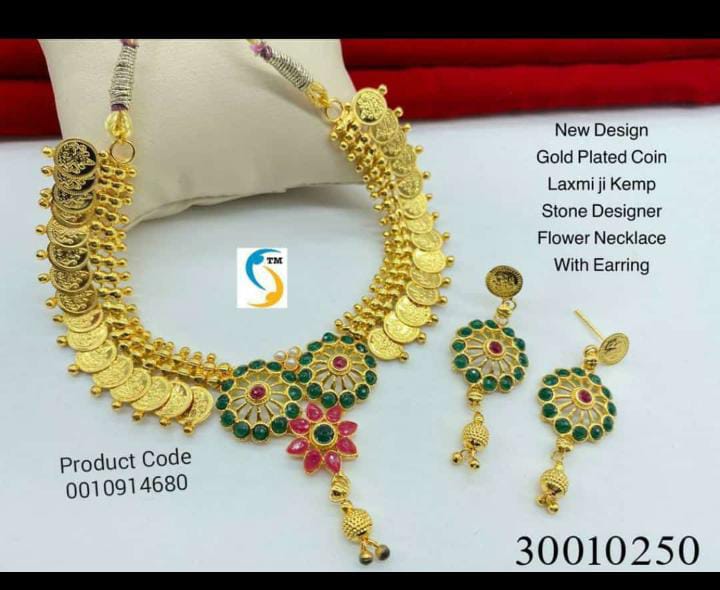 New Design
Gold Plated Coin
Laxmi ji Kemp
Stone Designer
Flower Necklace
With Earring
TM
Product Code
0010914680
30010250